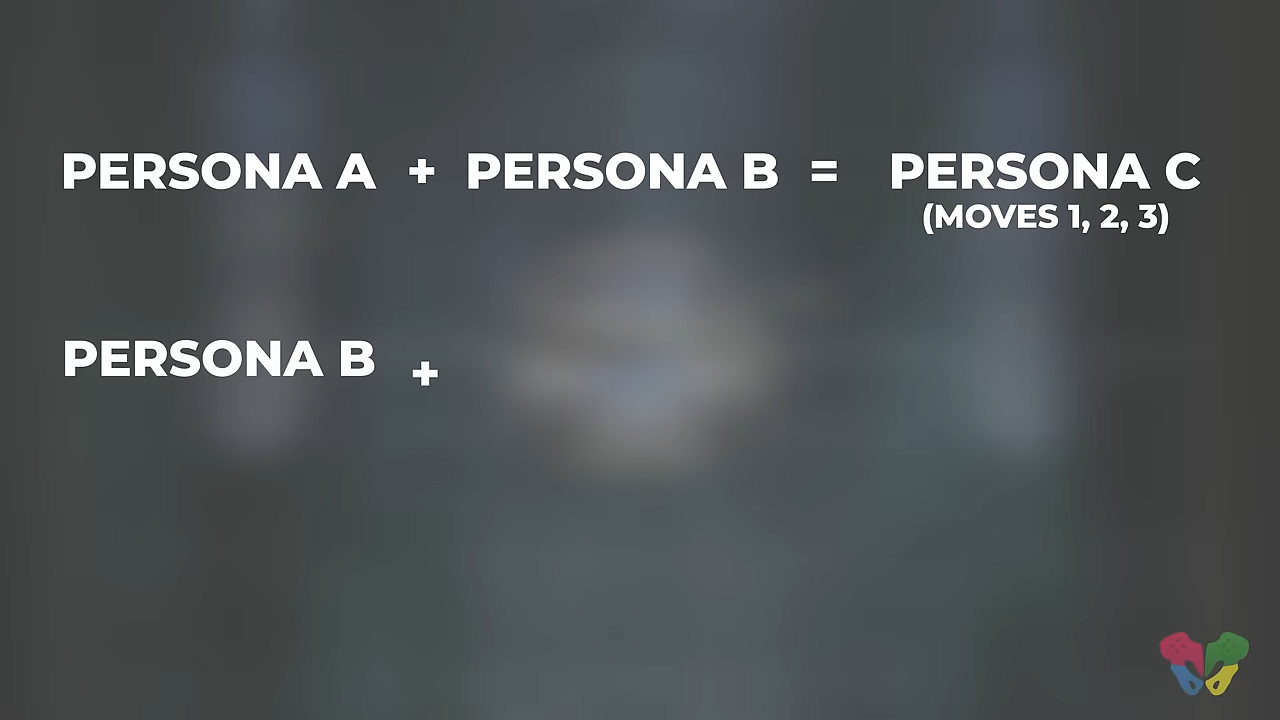 PERSONA A + PERSONA B = PERSONA C
(MOVES 1, 2, 3)
PERSONA B +